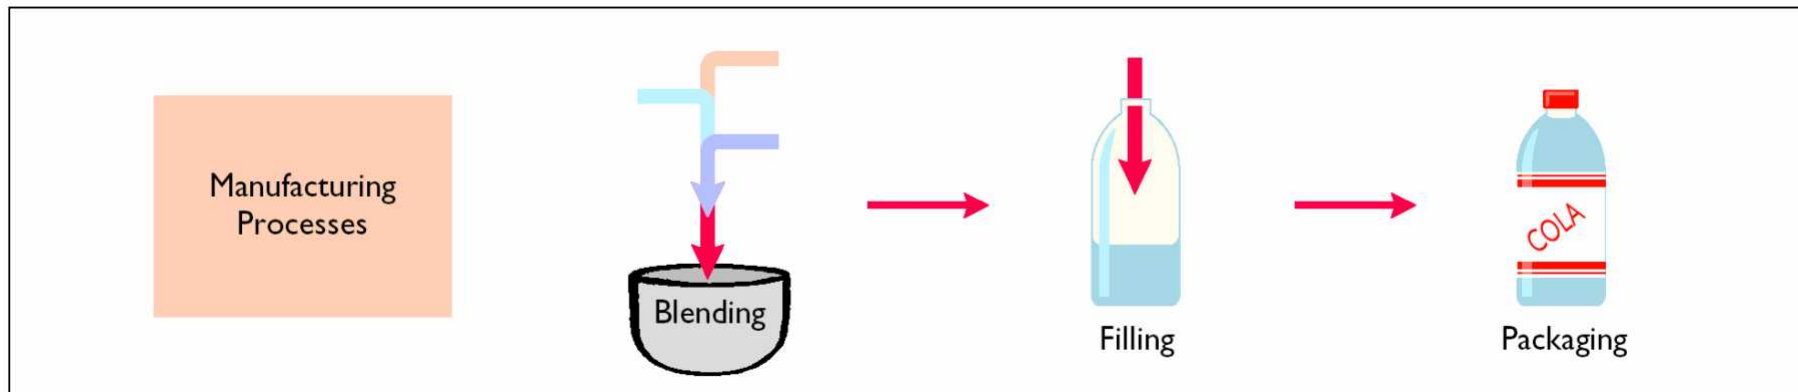 Manufacturing
Processes
Blending
Filling
COLA
Packaging